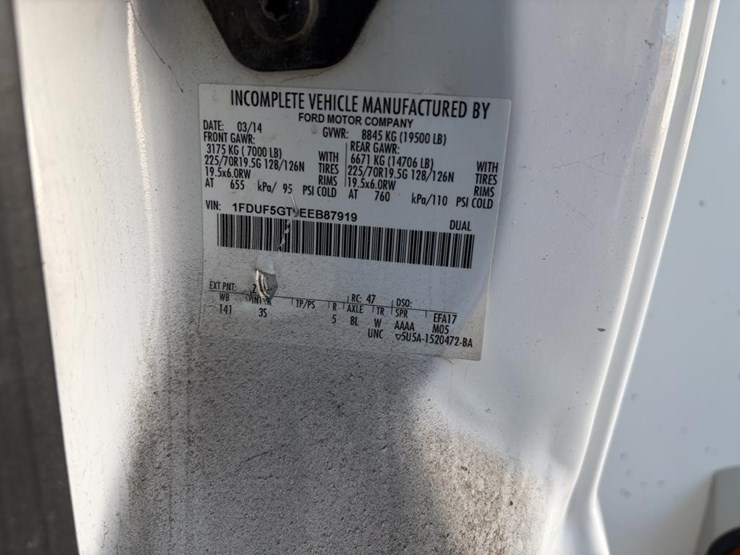 INCOMPLETE VEHICLE MANUFACTURED BY
FORD MOTOR COMPANY
DATE: 03/14 GVWR: 8845 KG (19500 LB)
FRONT GAWR: REAR GAWR:
3175 KG ( 7000 LB) WITH 6671 KG (14706 LB) WITH
225/70R19.5G 128/126N TIRES 225/70R19.5G 128/126N TIRES
19.5x6.0RW RIMS 19.5x6.0RW RIMS
AT 655 kPa/ 95 PSI COLD AT 760 kPa/110 PSI COLD
VIN: DUAL
EXT PNT: RC: 47 DSO:
WB TP/PS R AXLE TR SPR EFA17
141 3S 5 8L W AAAA M05
UNC ▽5U5A-1520472-BA